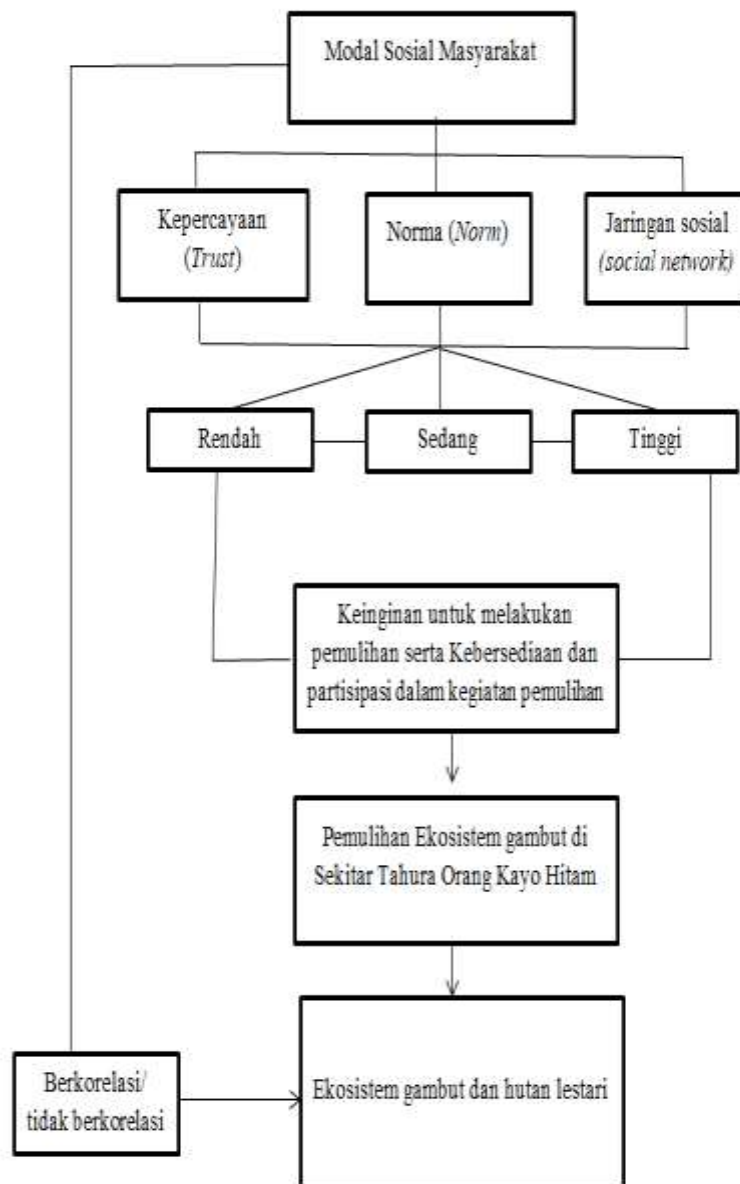 Modal Sosial Masyarakat
Kepercayaan
(Trust)
Norma (Norm)
Jaringan sosial
(social network)
Rendah
Sedang
Tinggi
Keinginan untuk melakukan
pemulihan serta Kebersediaan dan
partisipasi dalam kegiatan pemulihan
Pemulihan Ekosistem gambut di
Sekitar Tahura Orang Kayo Hitam
Berkorelasi/
tidak berkorelasi
Ekosistem gambut dan hutan lestari